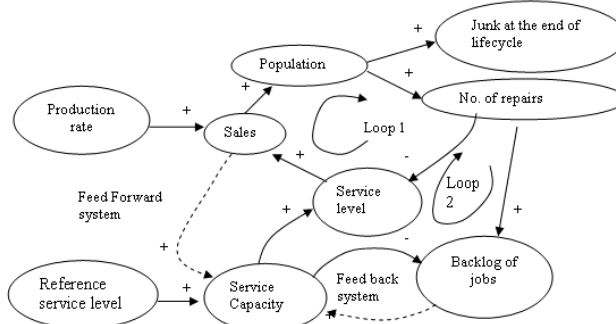 Junk at the end of
lifecycle
+
Population
+
No. of repairs
+
Production
rate
+
Sales
Loop 1
-
+
Loop
2
Feed Forward
system
Service
level
+
+
+
-
Reference
service level
+
Service
Capacity
Feed back
system
Backlog of
jobs
+